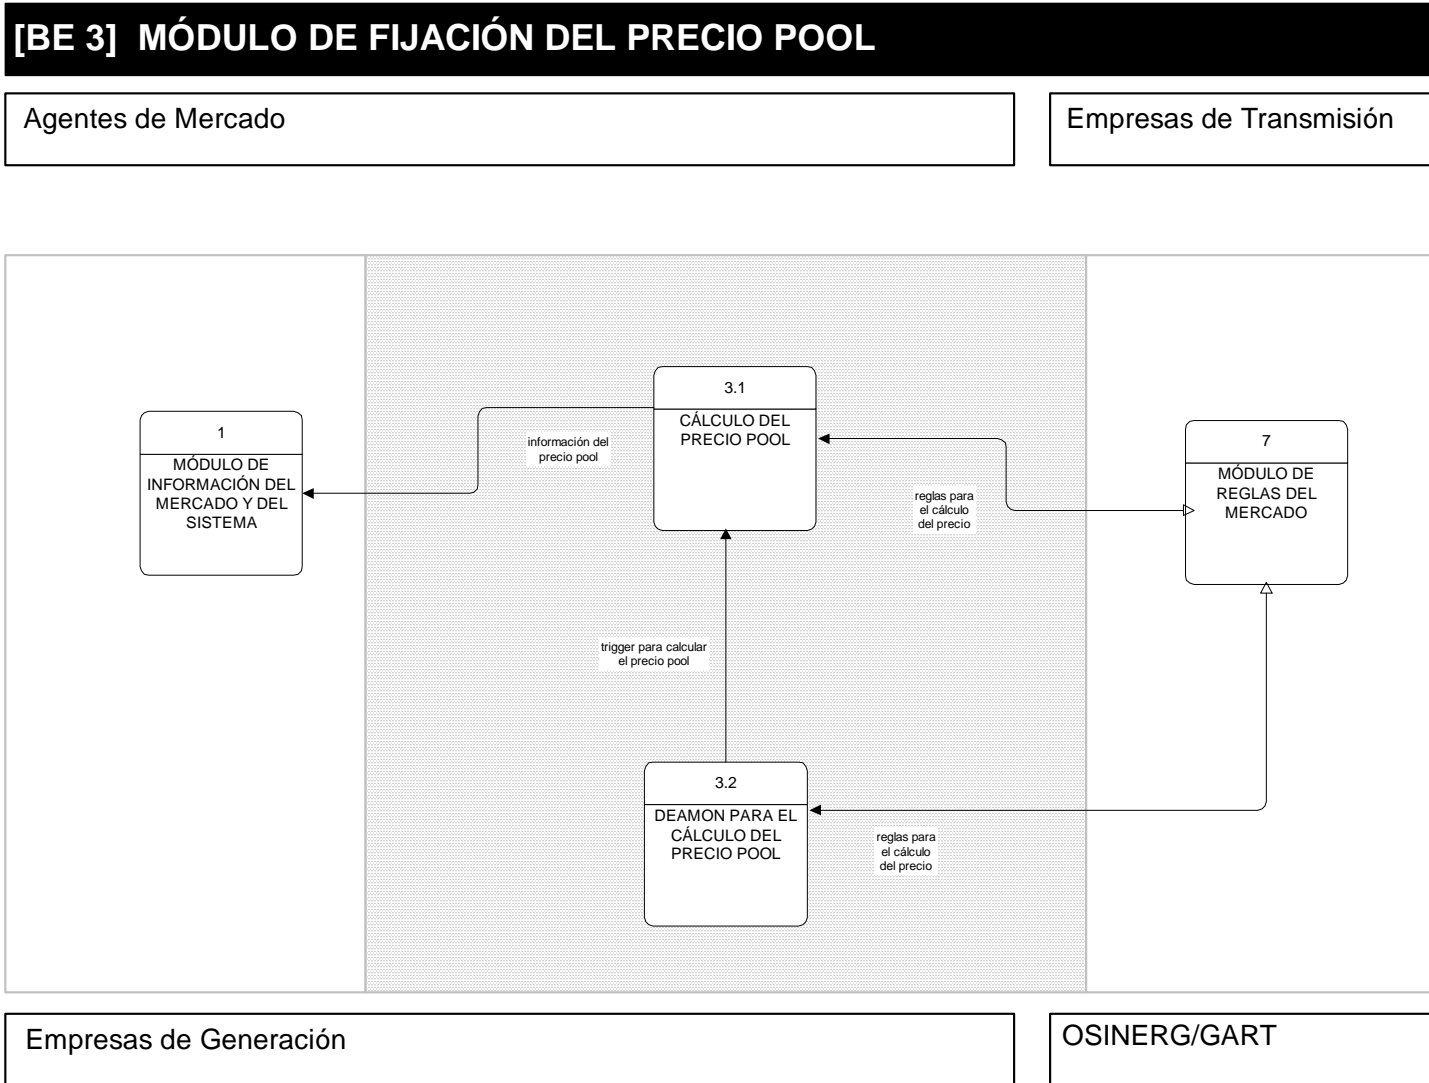 [BE 3]  MÓDULO DE FIJACIÓN DEL PRECIO POOL
Agentes de Mercado
Empresas de Transmisión
3.1
CÁLCULO DEL
PRECIO POOL
1
MÓDULO DE
INFORMACIÓN DEL
MERCADO Y DEL
SISTEMA
información del
precio pool
7
MÓDULO DE
REGLAS DEL
MERCADO
reglas para
el cálculo
del precio
trigger para calcular
el precio pool
3.2
DEAMON PARA EL
CÁLCULO DEL
PRECIO POOL
reglas para
el cálculo
del precio
Empresas de Generación
OSINERG/GART